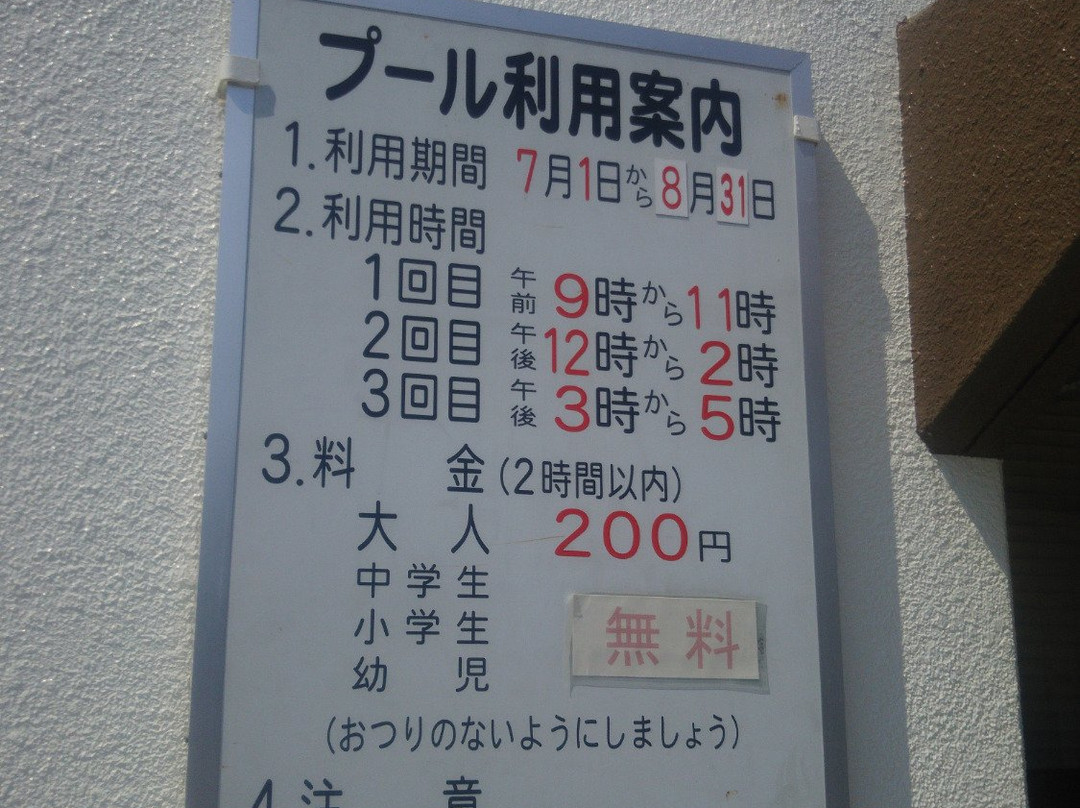 プール利用案内
1.利用期間 7月1日から8月31日
2.利用時間
1回目 午前9時から11時
2回目 午後12時から2時
3回目 午後3時から5時
3.料金(2時間以内)
大人 200円
中学生
小学生 無料
幼児
(おつりのないようにしましょう)
4.注意